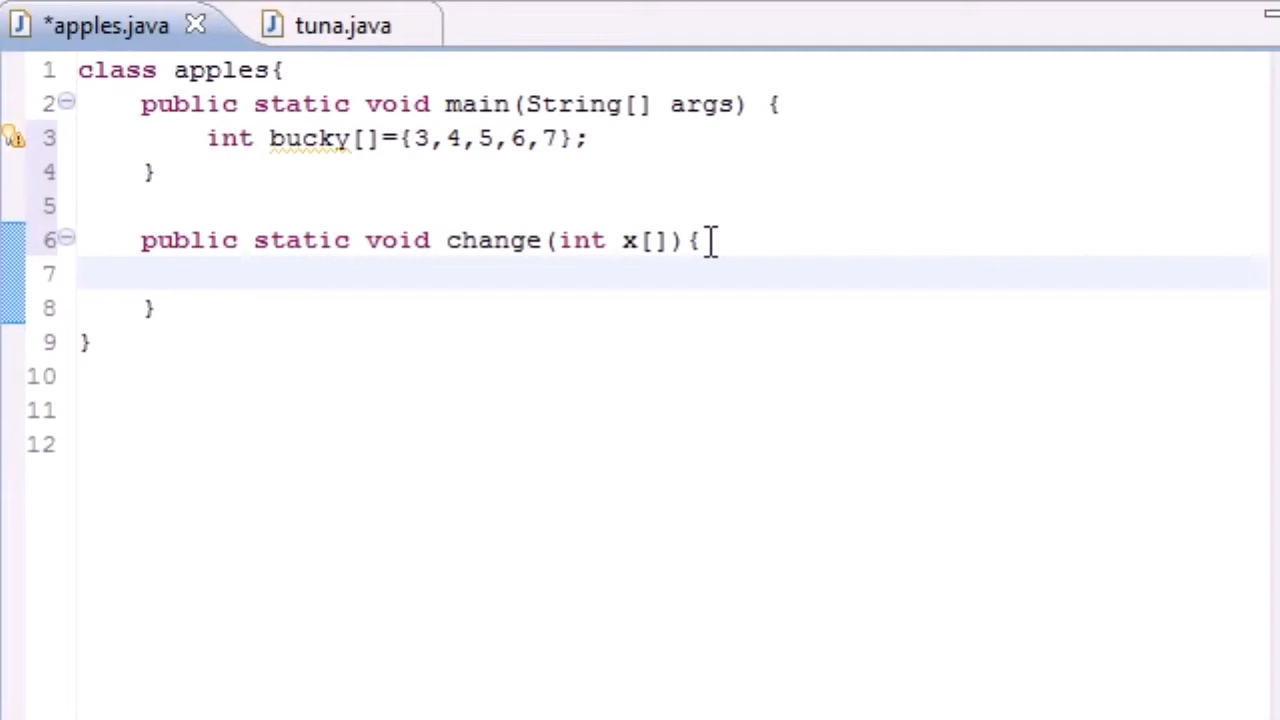 *apples.java
tuna.java
1 class apples{
2 public static void main(String[] args) {
3 int bucky[]={3,4,5,6,7};
4 }
5
6 public static void change(int x[]){
7
8 }
9 }
10
11
12